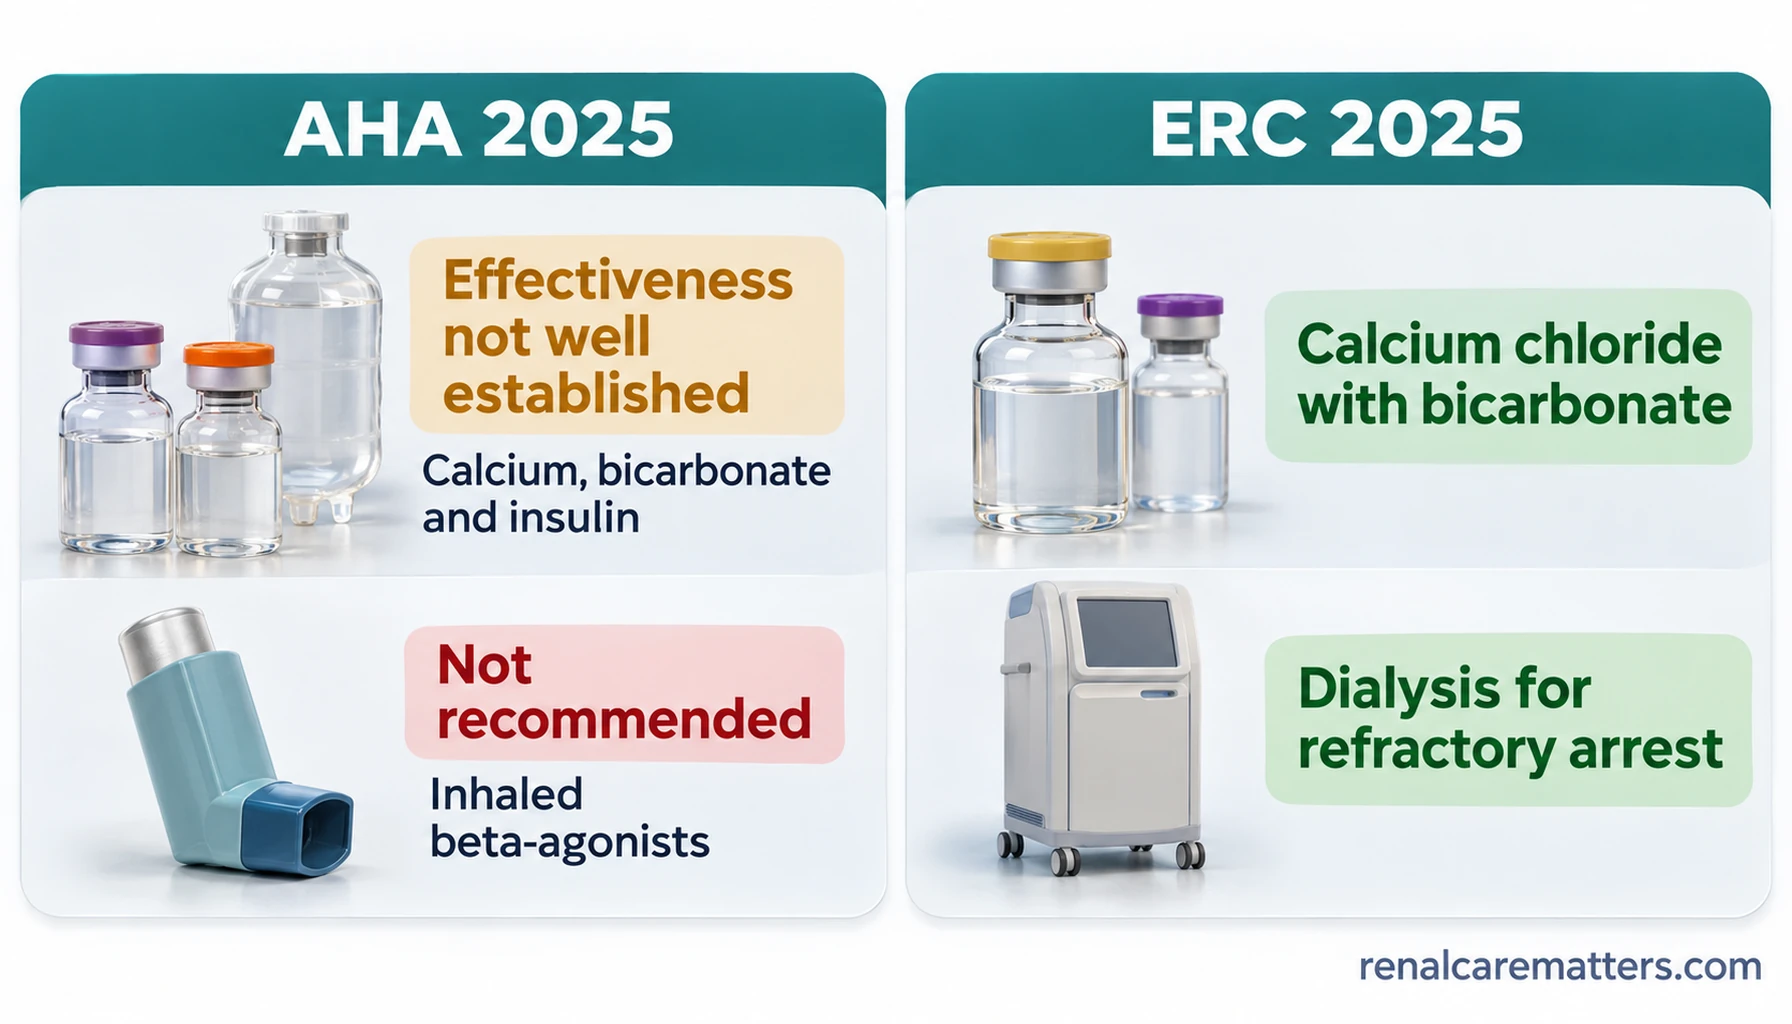 AHA 2025
Effectiveness
not well
established
Calcium, bicarbonate
and insulin
Not
recommended
Inhaled
beta-agonists
ERC 2025
Calcium chloride
with bicarbonate
Dialysis for
refractory arrest
renalcarematters.com